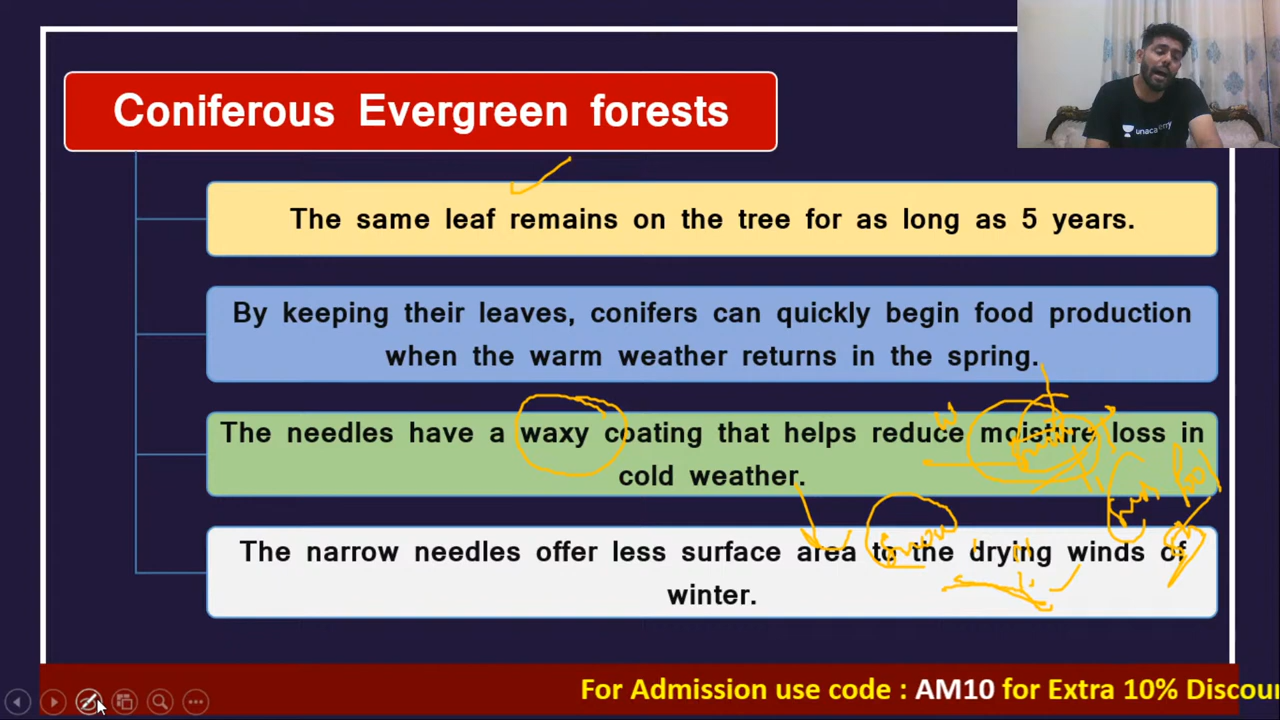 Coniferous Evergreen forests
unacademy
The same leaf remains on the tree for as long as 5 years.
By keeping their leaves, conifers can quickly begin food production
when the warm weather returns in the spring.
The needles have a waxy coating that helps reduce moisture loss in
cold weather.
Snow
The narrow needles offer less surface area to the drying winds of
winter.
For Admission use code : AM10 for Extra 10% Discou